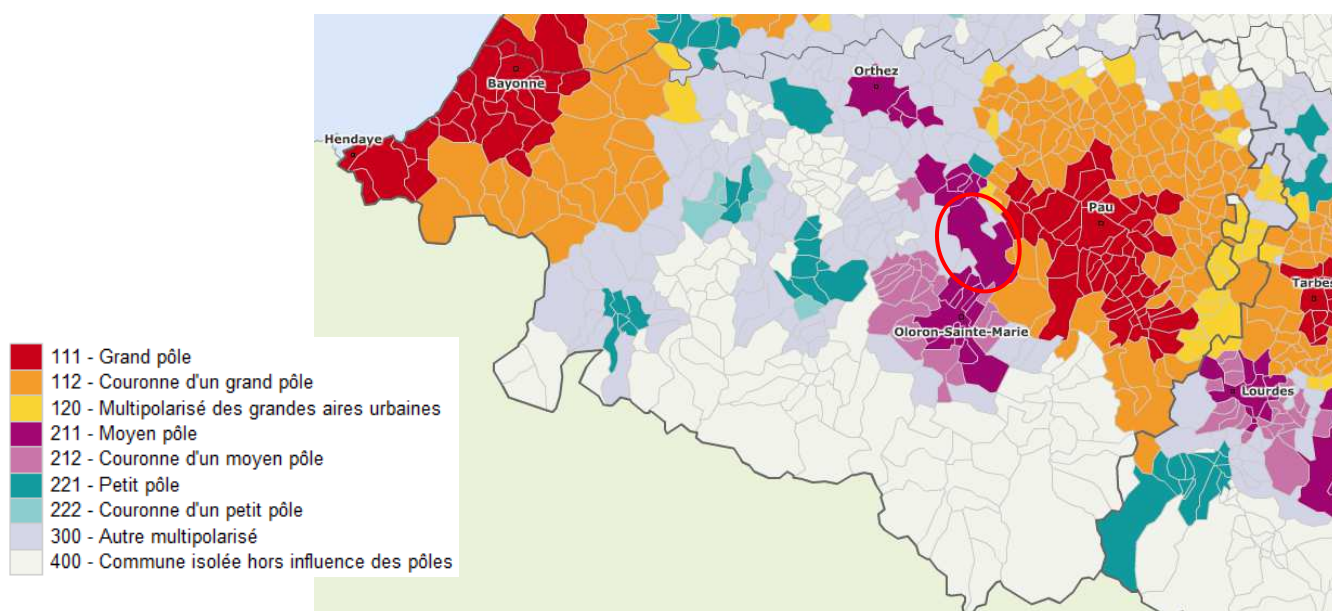 Bayonne
Orthez
Hendaye
Pau
Tarbes
Oloron-Sainte-Marie
Lourdes
111 - Grand pôle
112 - Couronne d'un grand pôle
120 - Multipolarisé des grandes aires urbaines
211 - Moyen pôle
212 - Couronne d'un moyen pôle
221 - Petit pôle
222 - Couronne d'un petit pôle
300 - Autre multipolarisé
400 - Commune isolée hors influence des pôles